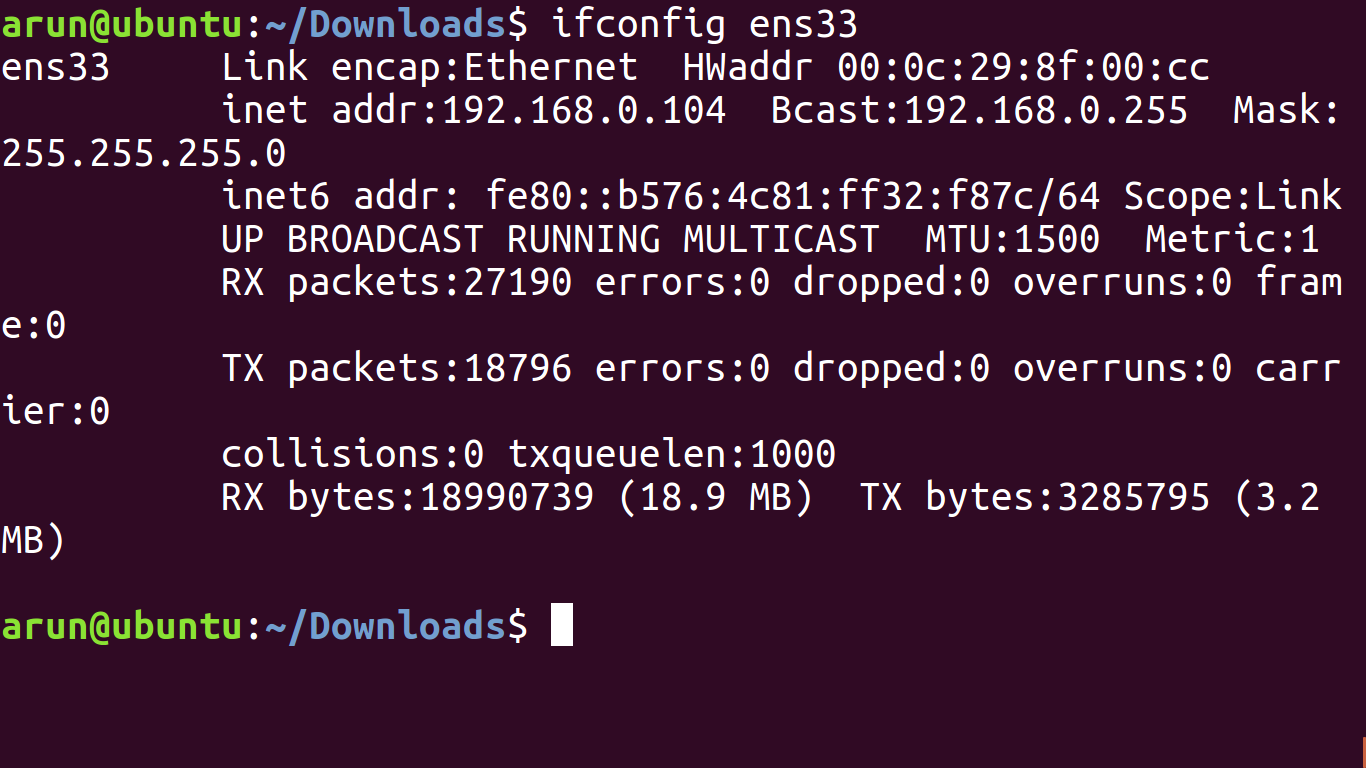 arun@ubuntu:~/Downloads$ ifconfig ens33
ens33     Link encap:Ethernet  HWaddr 00:0c:29:8f:00:cc
          inet addr:192.168.0.104  Bcast:192.168.0.255  Mask:
255.255.255.0
          inet6 addr: fe80::b576:4c81:ff32:f87c/64 Scope:Link
          UP BROADCAST RUNNING MULTICAST  MTU:1500  Metric:1
          RX packets:27190 errors:0 dropped:0 overruns:0 fram
e:0
          TX packets:18796 errors:0 dropped:0 overruns:0 carr
ier:0
          collisions:0 txqueuelen:1000
          RX bytes:18990739 (18.9 MB)  TX bytes:3285795 (3.2
MB)
arun@ubuntu:~/Downloads$